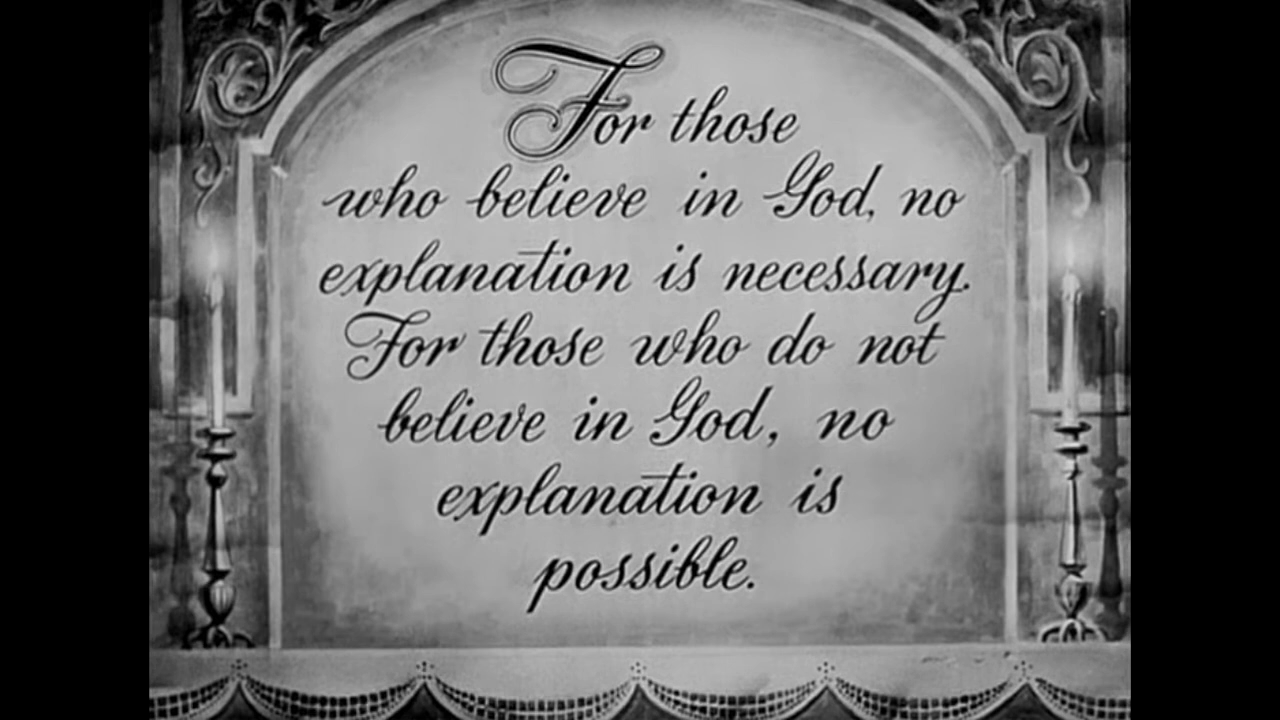 For those
who believe in God, no
explanation is necessary.
For those who do not
believe in God, no
explanation is
possible.